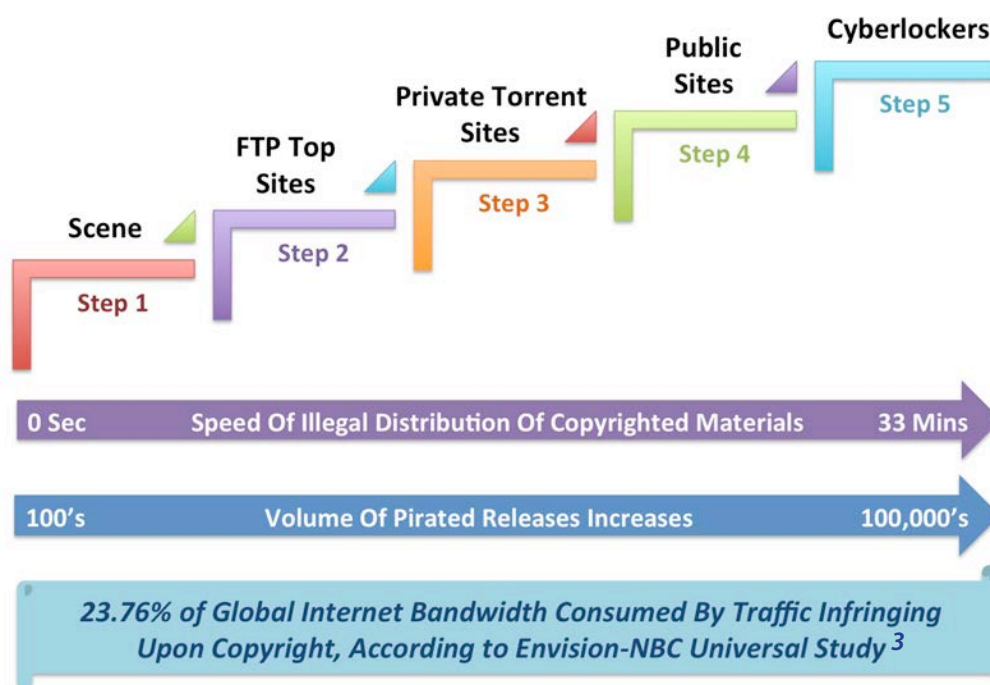 Scene
Step 1
FTP Top
Sites
Step 2
Private Torrent
Sites
Step 3
Public
Sites
Step 4
Cyberlockers
Step 5
0 Sec Speed Of Illegal Distribution Of Copyrighted Materials 33 Mins
100's Volume Of Pirated Releases Increases 100,000's
23.76% of Global Internet Bandwidth Consumed By Traffic Infringing
Upon Copyright, According to Envision-NBC Universal Study 3